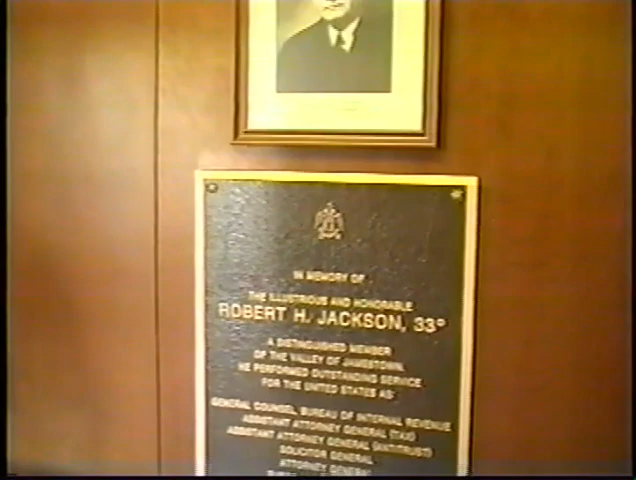 IN MEMORY OF
THE ILLUSTRIOUS AND HONORABLE
ROBERT H. JACKSON, 33°
A DISTINGUISHED MEMBER
OF THE VALLEY OF JAMESTOWN.
HE PERFORMED OUTSTANDING SERVICE
FOR THE UNITED STATES AS:
GENERAL COUNSEL, BUREAU OF INTERNAL REVENUE
ASSISTANT ATTORNEY GENERAL (TAX)
ASSISTANT ATTORNEY GENERAL (ANTITRUST)
SOLICITOR GENERAL
ATTORNEY GENERAL